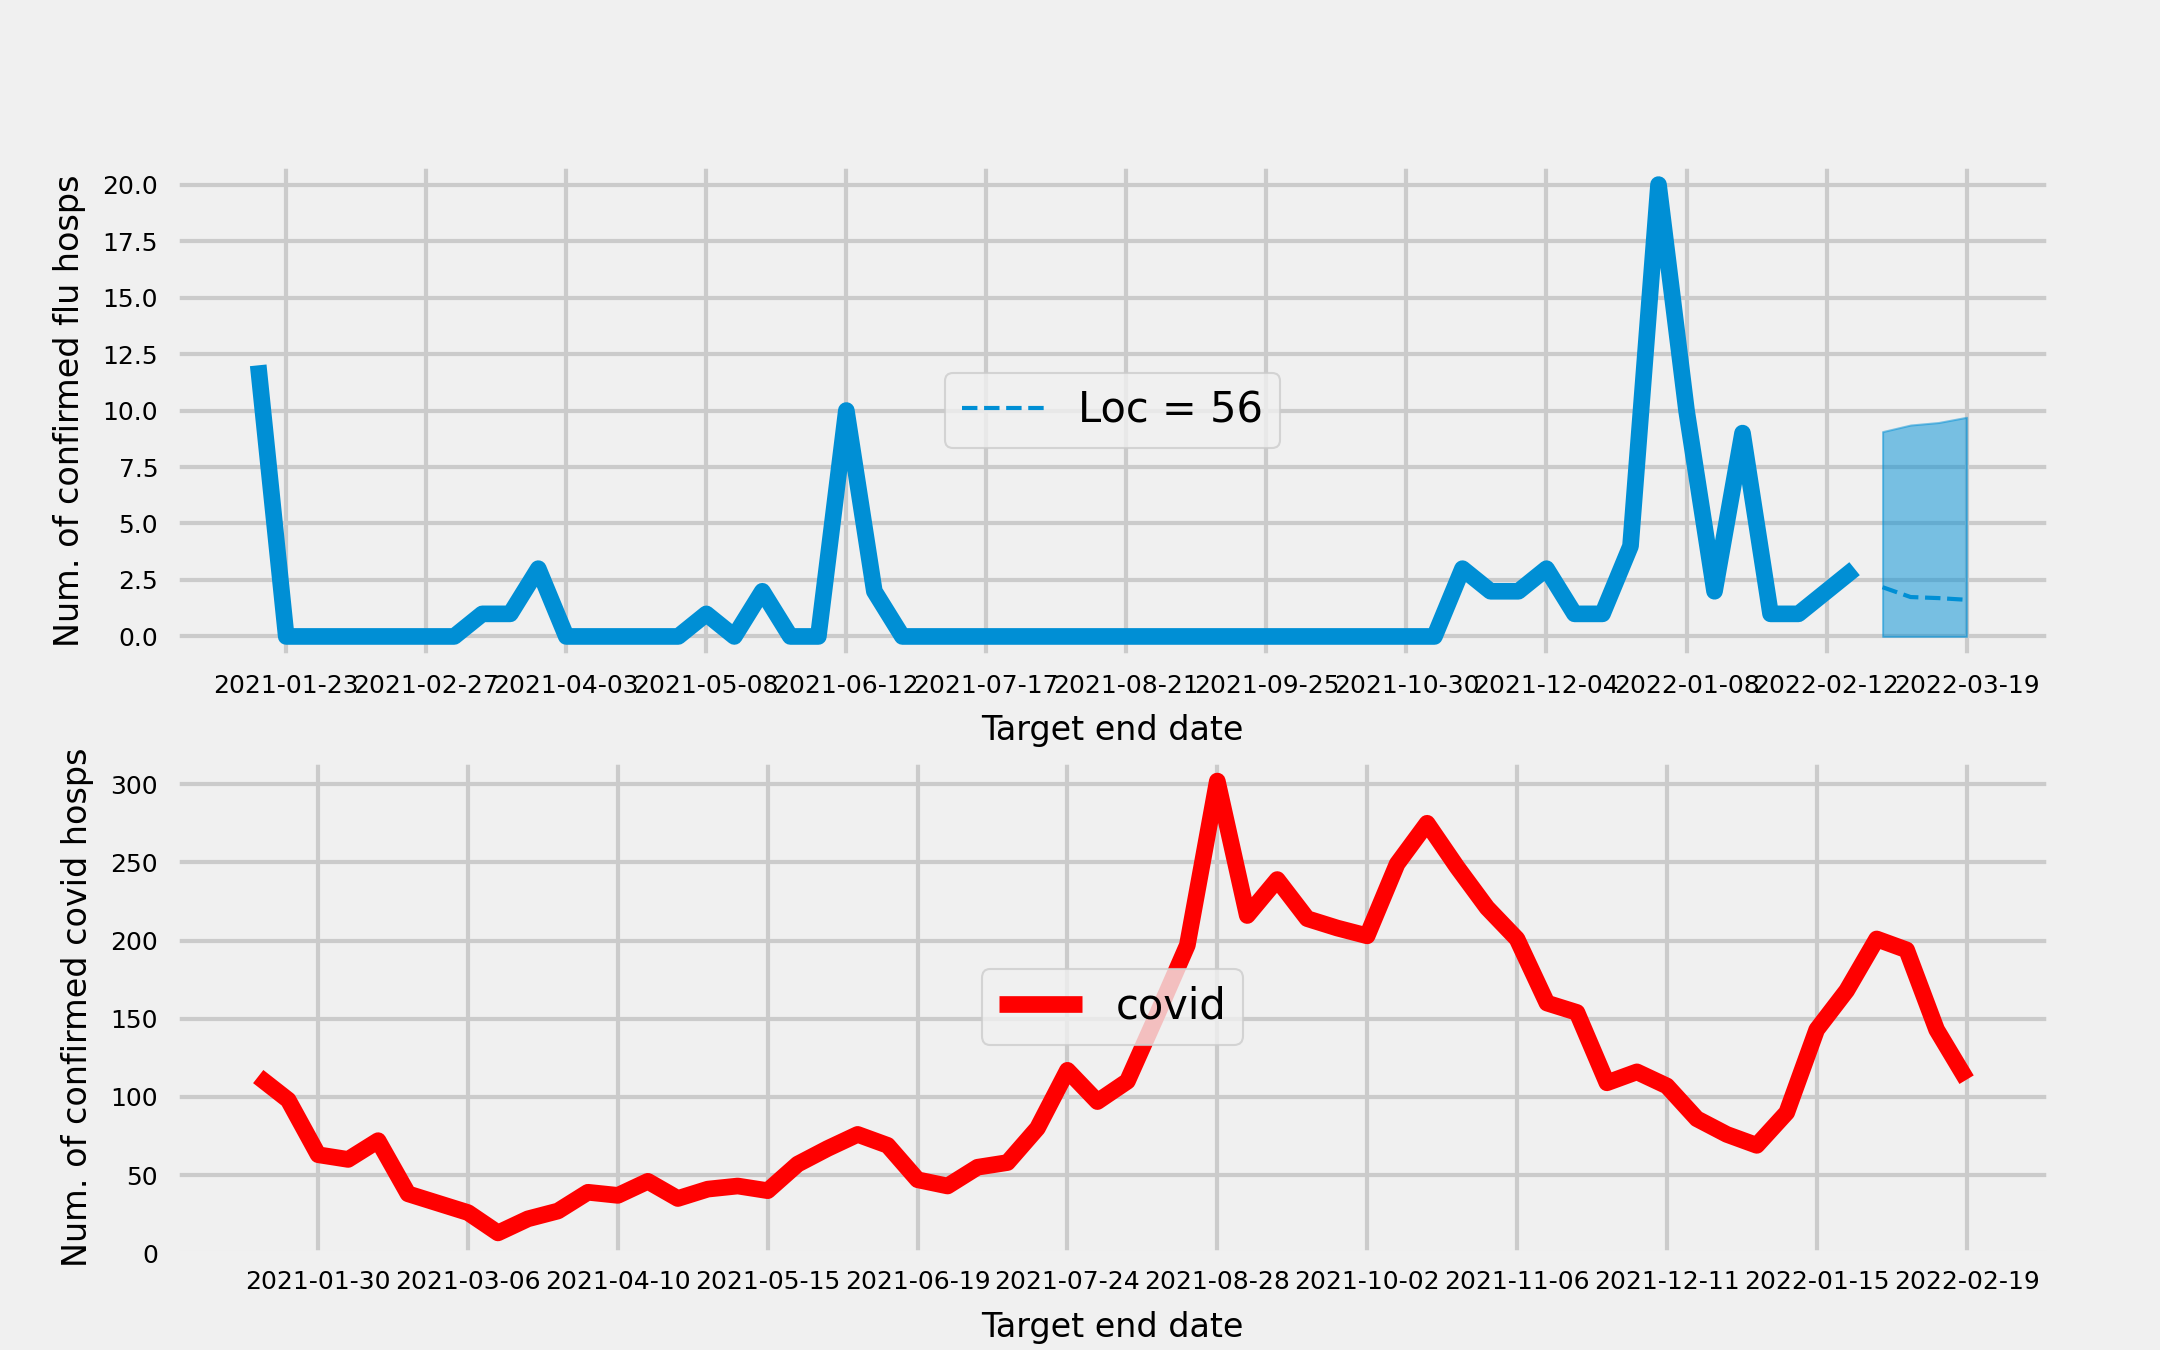 Num. of confirmed flu hosps
20.0
17.5
15.0
12.5
10.0
7.5
5.0
2.5
0.0
Loc = 56
2021-01-23 2021-02-27 2021-04-03 2021-05-08 2021-06-12 2021-07-17 2021-08-21 2021-09-25 2021-10-30 2021-12-04 2022-01-08 2022-02-12 2022-03-19
Target end date
Num. of confirmed covid hosps
300
250
200
150
100
50
0
covid
2021-01-30 2021-03-06 2021-04-10 2021-05-15 2021-06-19 2021-07-24 2021-08-28 2021-10-02 2021-11-06 2021-12-11 2022-01-15 2022-02-19
Target end date